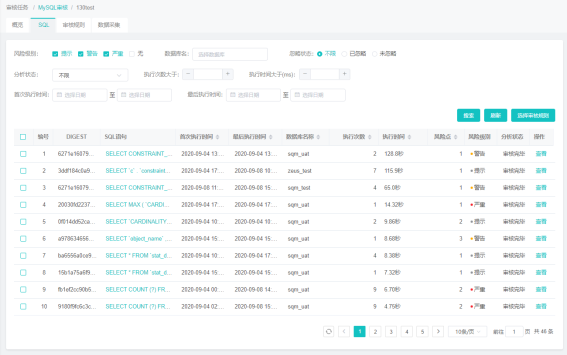 审核任务 / MySQL审核 / 138test
概览 SQL 审核规则 数据采集
风险级别: 提示 警告 严重 无 数据库名: 选择数据库 忽略状态: 不限 已忽略 未忽略
分析状态: 不限 执行次数大于: − + 执行时间大于(ms): − +
首次执行时间: 选择日期 至 选择日期 最后执行时间: 选择日期 至 选择日期
搜索 刷新 选择审核规则
编号 DIGEST SQL语句 首次执行时间 最后执行时间 数据库名称 执行次数 执行时间 风险点 风险级别 分析状态 操作
1 6271a16079... SELECT CONSTRAINT_... 2020-09-04 13... 2020-09-04 13... sqm_uat 2 128.8秒 1 警告 审核完毕 查看
2 3ddf184c0a9... SELECT `c` . `constraint... 2020-09-04 17... 2020-09-08 10... zeus_test 7 115.9秒 1 提示 审核完毕 查看
3 6271a16079... SELECT CONSTRAINT_... 2020-09-08 11... 2020-09-08 15... sqm_test 4 65.0秒 1 警告 审核完毕 查看
4 20030fd2237... SELECT MAX ( `CARDI... 2020-09-04 17... 2020-09-04 17... sqm_uat 1 14.32秒 1 严重 审核完毕 查看
5 0f014dd52ca... SELECT `CARDINALITY... 2020-09-04 10... 2020-09-04 10... sqm_uat 2 9.86秒 2 提示 审核完毕 查看
6 a978634656... SELECT `object_name` ... 2020-09-04 15... 2020-09-04 15... sqm_uat 1 8.60秒 3 警告 审核完毕 查看
7 ba6556a0ca9... SELECT * FROM `stat_d... 2020-09-04 10... 2020-09-04 17... sqm_uat 4 8.38秒 1 提示 审核完毕 查看
8 15b1a75a6f9... SELECT * FROM `stat_d... 2020-09-04 15... 2020-09-04 15... sqm_uat 1 7.32秒 1 提示 审核完毕 查看
9 fb1ef2cc90b5... SELECT COUNT (?) FR... 2020-09-04 00... 2020-09-08 14... sqm_uat 9 6.70秒 2 严重 审核完毕 查看
10 9180f9fc6c3c... SELECT COUNT (?) FR... 2020-09-04 02... 2020-09-08 15... sqm_uat 9 4.75秒 2 严重 审核完毕 查看
1 2 3 4 5 10条/页 前往 1 页 共 46 条